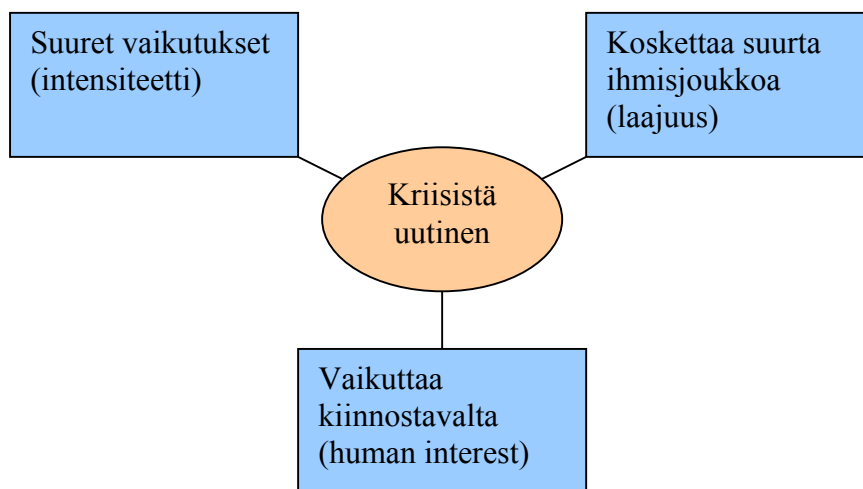 Suuret vaikutukset
(intensiteetti)
Koskettaa suurta
ihmisjoukkoa
(laajuus)
Kriisistä
uutinen
Vaikuttaa
kiinnostavalta
(human interest)